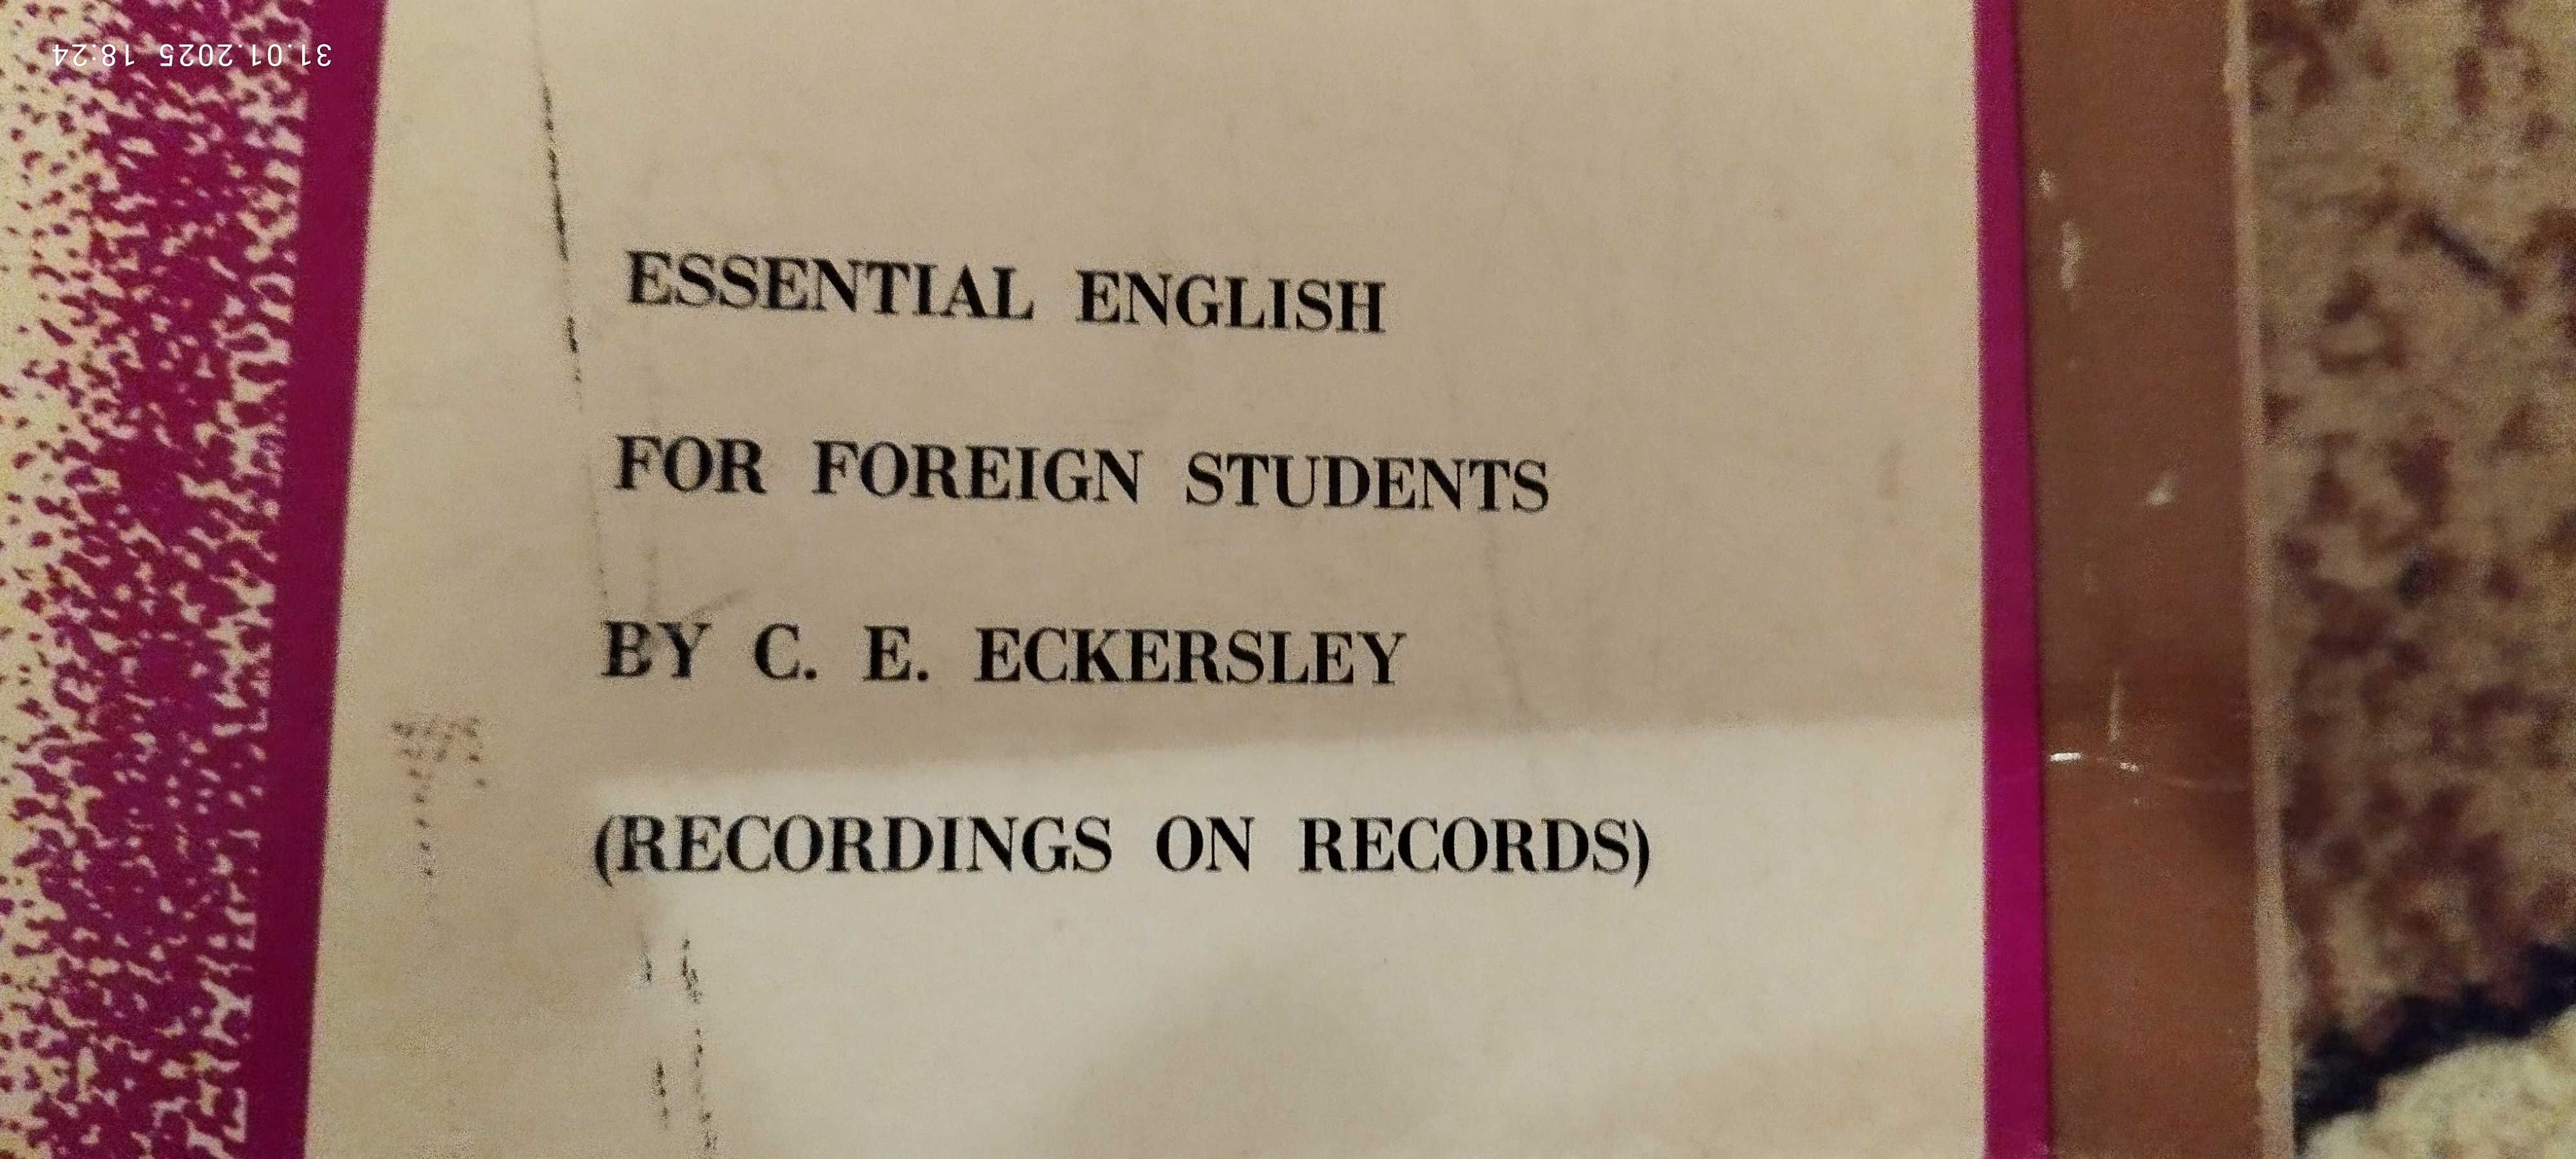 31.01.2025 18:24
ESSENTIAL ENGLISH
FOR FOREIGN STUDENTS
BY C. E. ECKERSLEY
(RECORDINGS ON RECORDS)